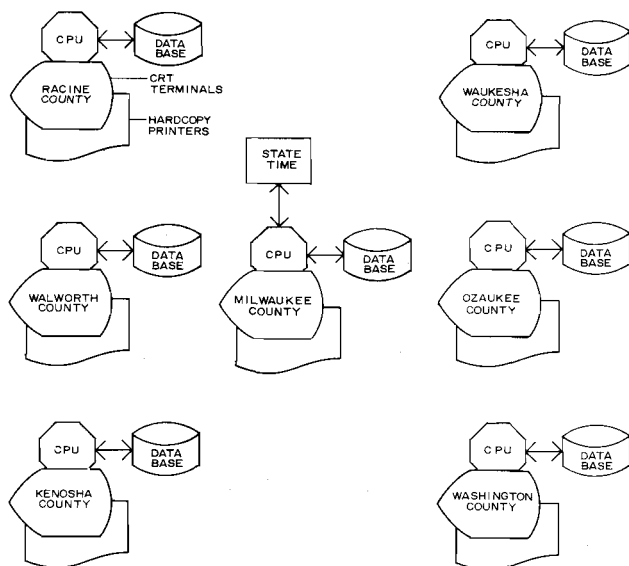 CPU
DATA
BASE
RACINE
COUNTY
CRT
TERMINALS
HARDCOPY
PRINTERS
CPU
DATA
BASE
WAUKESHA
COUNTY
STATE
TIME
CPU
DATA
BASE
WALWORTH
COUNTY
CPU
DATA
BASE
MILWAUKEE
COUNTY
CPU
DATA
BASE
OZAUKEE
COUNTY
CPU
DATA
BASE
KENOSHA
COUNTY
CPU
DATA
BASE
WASHINGTON
COUNTY